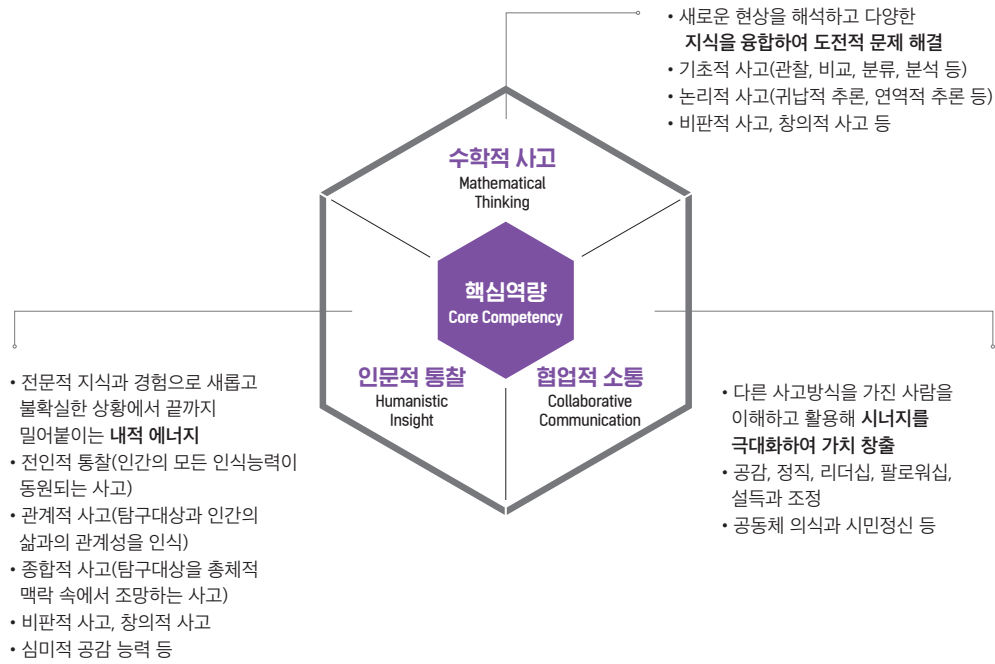 • 새로운 현상을 해석하고 다양한
지식을 융합하여 도전적 문제 해결
• 기초적 사고(관찰, 비교, 분류, 분석 등)
• 논리적 사고(귀납적 추론, 연역적 추론 등)
• 비판적 사고, 창의적 사고 등
수학적 사고
Mathematical
Thinking
핵심역량
Core Competency
인문적 통찰
Humanistic
Insight
협업적 소통
Collaborative
Communication
• 전문적 지식과 경험으로 새롭고
불확실한 상황에서 끝까지
밀어붙이는 내적 에너지
• 전인적 통찰(인간의 모든 인식능력이
동원되는 사고)
• 관계적 사고(탐구대상과 인간의
삶과의 관계성을 인식)
• 종합적 사고(탐구대상을 총체적
맥락 속에서 조망하는 사고)
• 비판적 사고, 창의적 사고
• 심미적 공감 능력 등
• 다른 사고방식을 가진 사람을
이해하고 활용해 시너지를
극대화하여 가치 창출
• 공감, 정직, 리더십, 팔로워십,
설득과 조정
• 공동체 의식과 시민정신 등